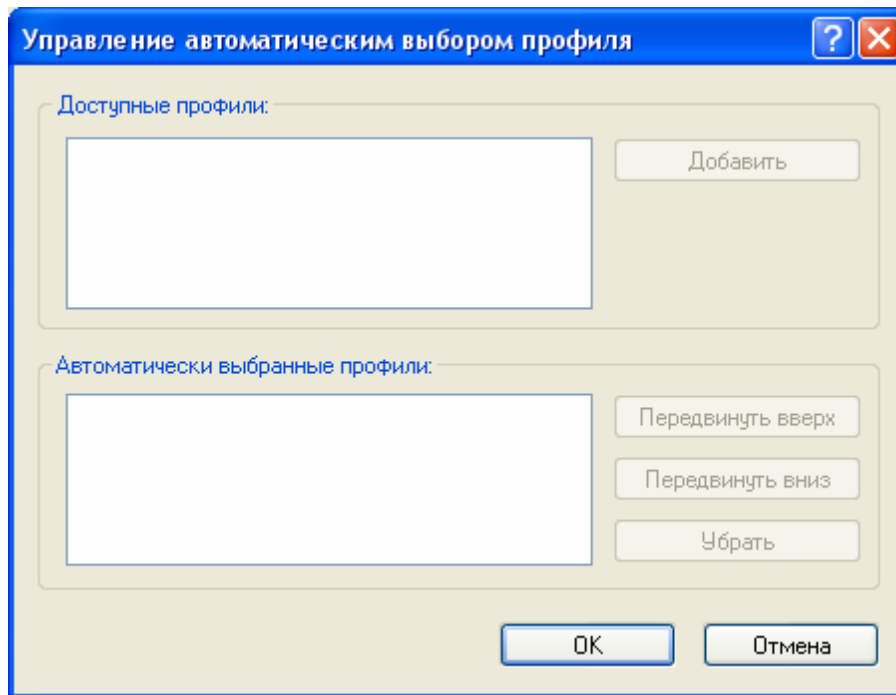 Управление автоматическим выбором профиля
?
Доступные профили:
Добавить
Автоматически выбранные профили:
Передвинуть вверх
Передвинуть вниз
Убрать
OK
Отмена